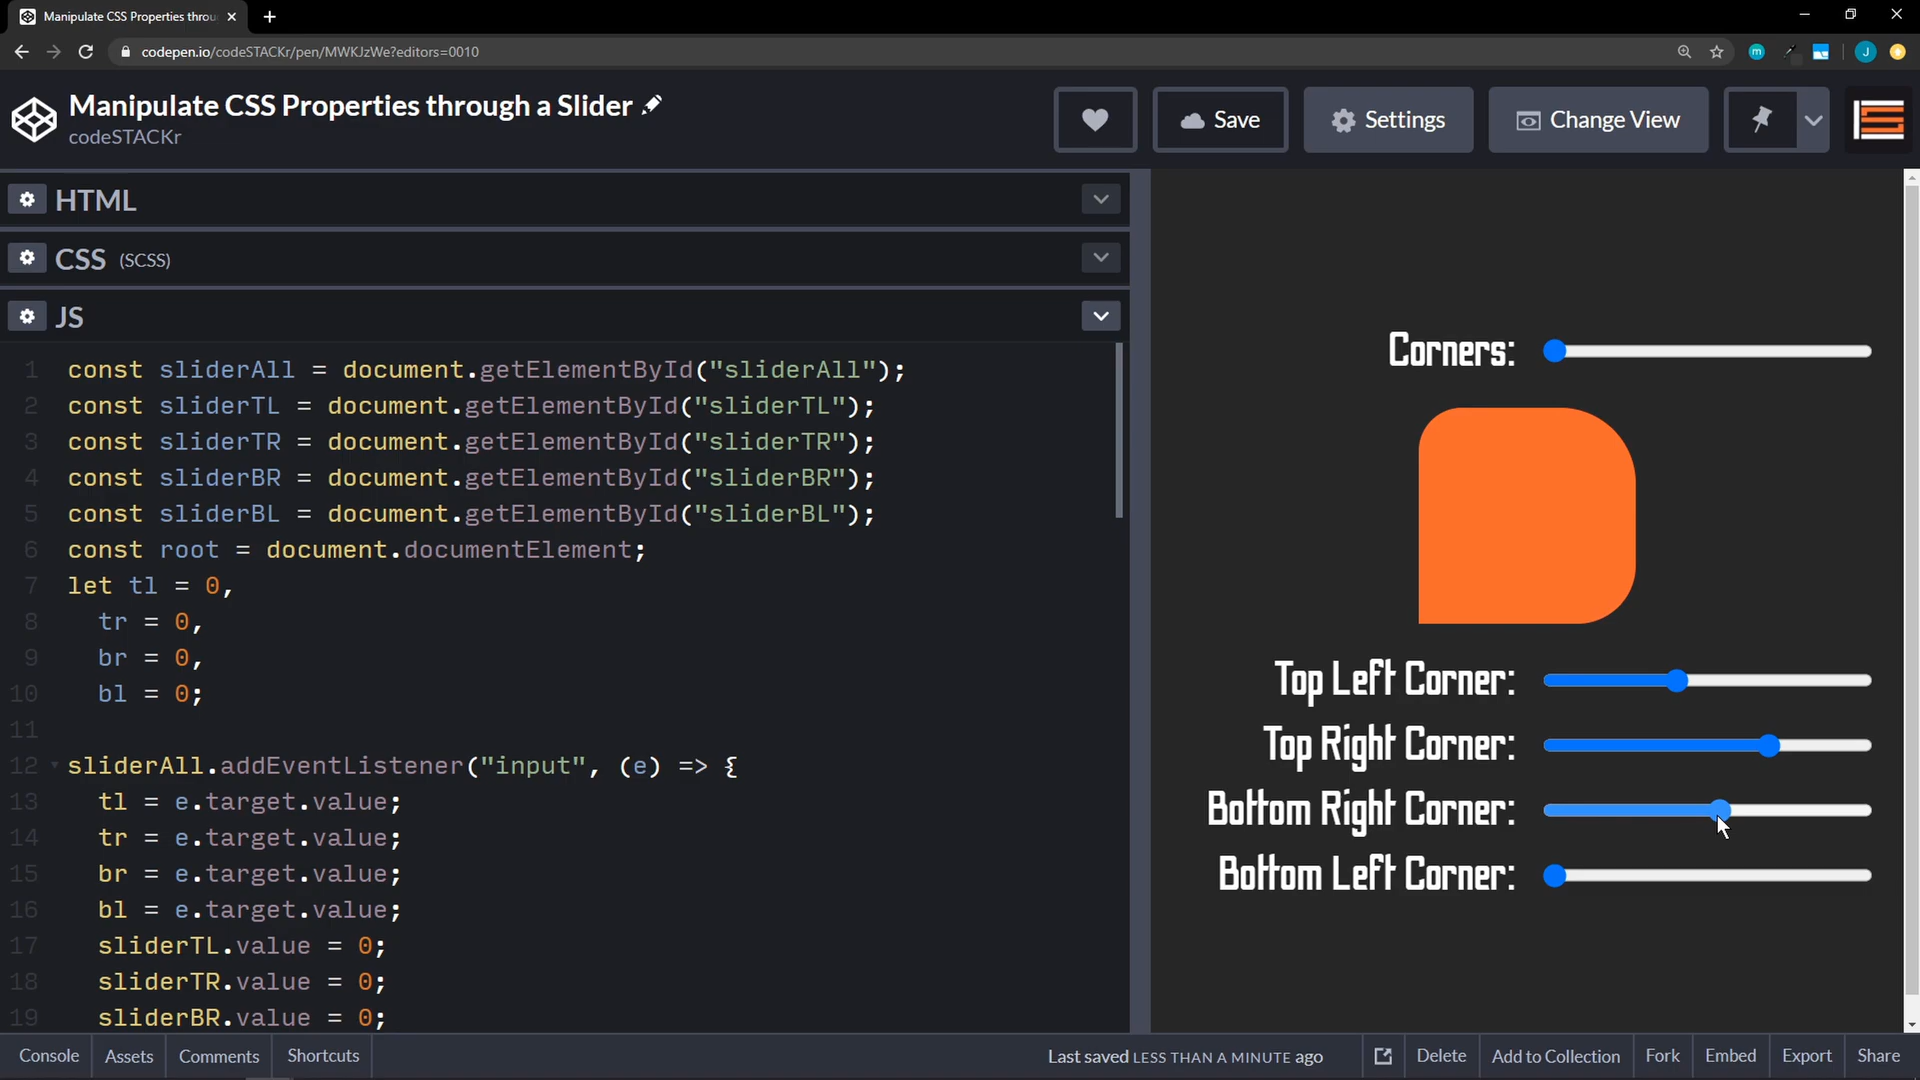 Manipulate CSS Properties throu
codepen.io/codeSTACKr/pen/MWKJzWe?editors=0010
m
J
Manipulate CSS Properties through a Slider
codeSTACKr
Save
Settings
Change View
HTML
CSS (SCSS)
JS
1 const sliderAll = document.getElementById("sliderAll");
2 const sliderTL = document.getElementById("sliderTL");
3 const sliderTR = document.getElementById("sliderTR");
4 const sliderBR = document.getElementById("sliderBR");
5 const sliderBL = document.getElementById("sliderBL");
6 const root = document.documentElement;
7 let tl = 0,
8 tr = 0,
9 br = 0,
10 bl = 0;
11
12 sliderAll.addEventListener("input", (e) => {
13 tl = e.target.value;
14 tr = e.target.value;
15 br = e.target.value;
16 bl = e.target.value;
17 sliderTL.value = 0;
18 sliderTR.value = 0;
19 sliderBR.value = 0;
Corners:
Top Left Corner:
Top Right Corner:
Bottom Right Corner:
Bottom Left Corner:
Console Assets Comments Shortcuts Last saved LESS THAN A MINUTE ago Delete Add to Collection Fork Embed Export Share